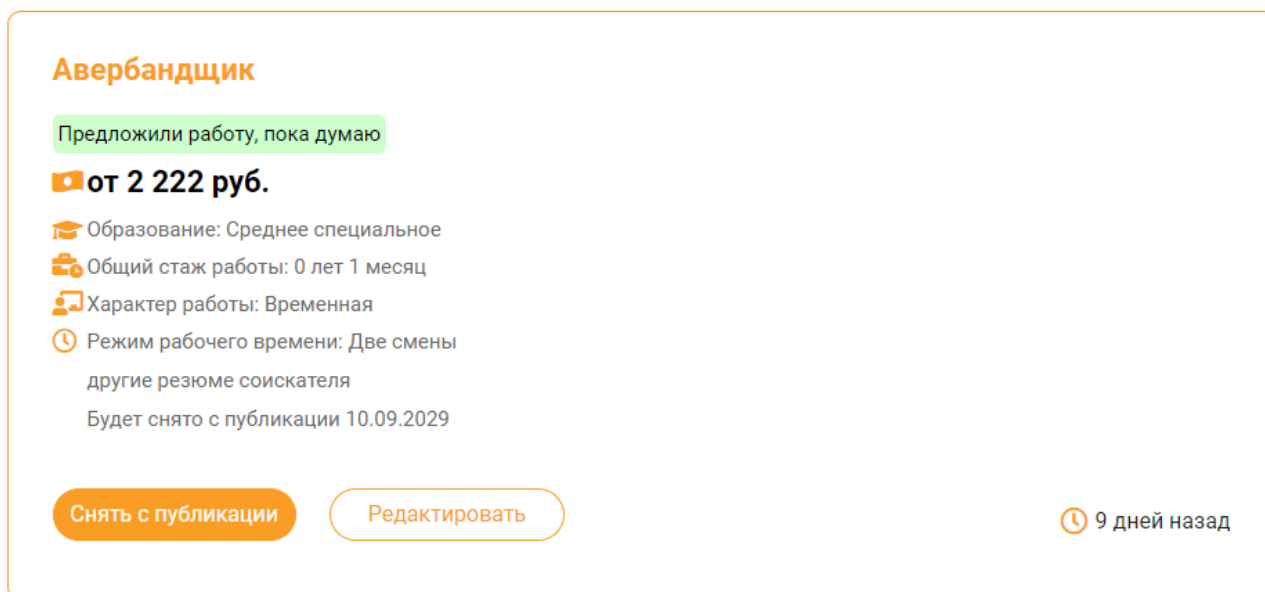 Авербандщик
Предложили работу, пока думаю
от 2 222 руб.
Образование: Среднее специальное
Общий стаж работы: 0 лет 1 месяц
Характер работы: Временная
Режим рабочего времени: Две смены
другие резюме соискателя
Будет снято с публикации 10.09.2029
Снять с публикации
Редактировать
9 дней назад